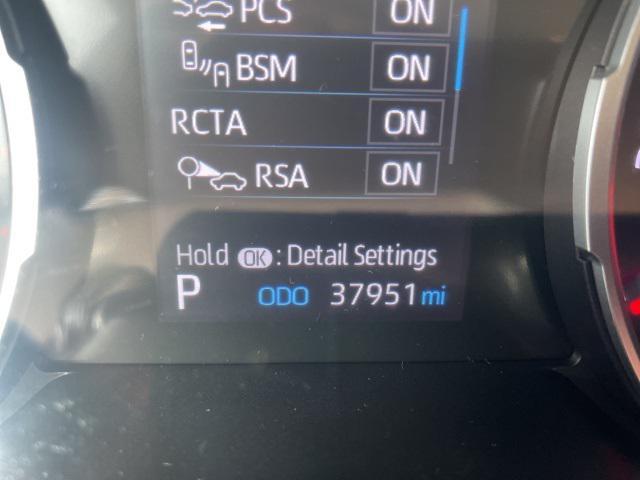 PCS ON
BSM ON
RCTA ON
RSA ON
Hold OK : Detail Settings
P ODO 37951 mi